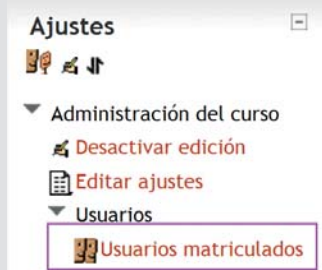 Ajustes
Administración del curso
Desactivar edición
Editar ajustes
Usuarios
Usuarios matriculados